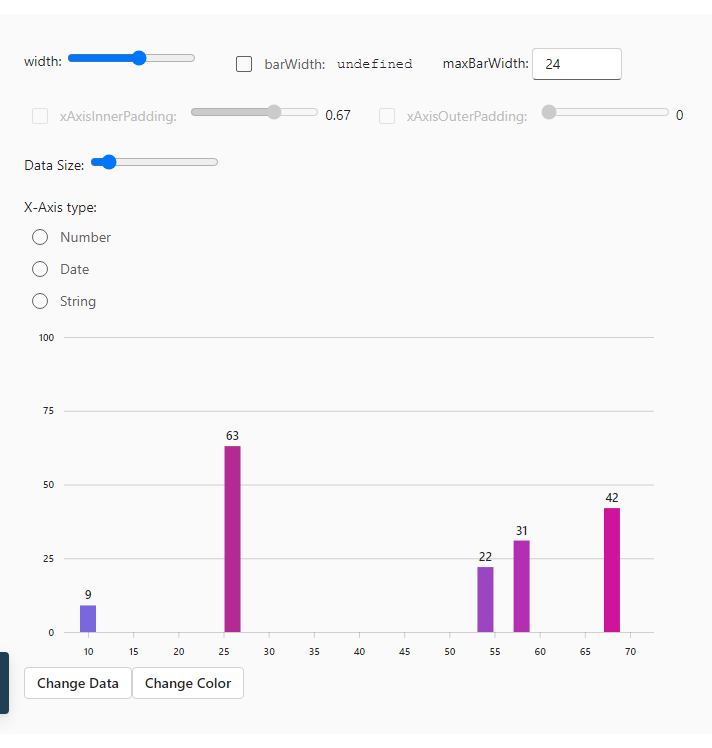 width: barWidth: undefined maxBarWidth: 24
xAxisInnerPadding: 0.67 xAxisOuterPadding: 0
Data Size:
X-Axis type:
Number
Date
String
100
75
50
25
0
63
42
31
22
9
10 15 20 25 30 35 40 45 50 55 60 65 70
Change Data Change Color